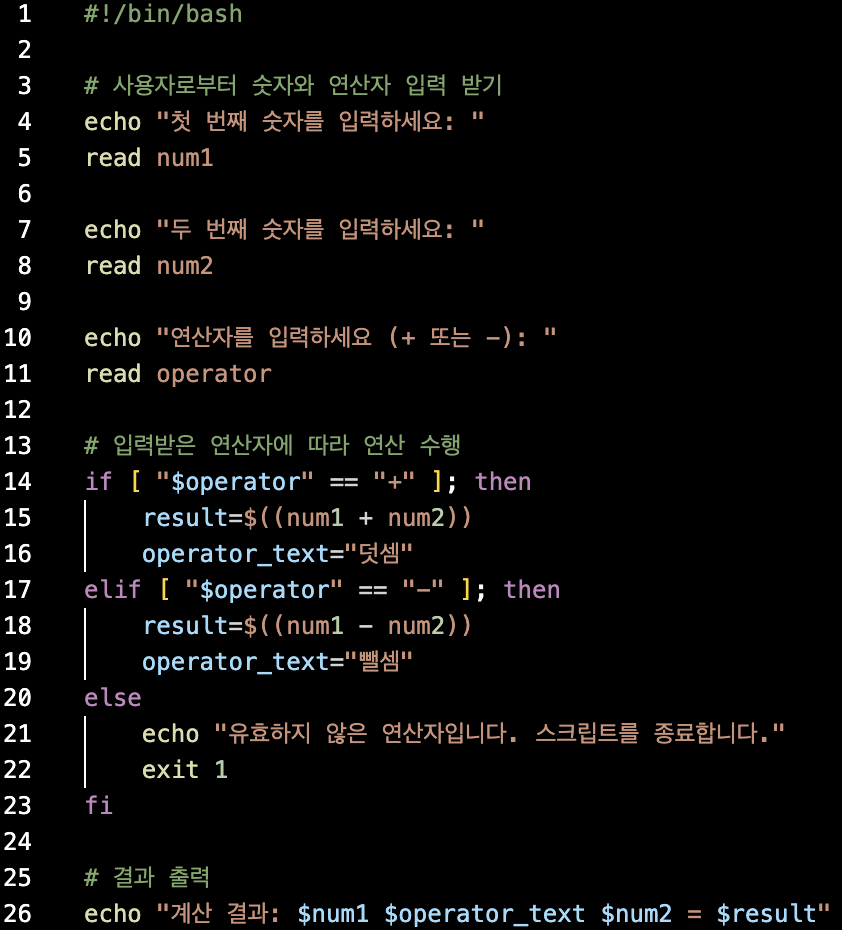 1 #!/bin/bash
2
3 # 사용자로부터 숫자와 연산자 입력 받기
4 echo "첫 번째 숫자를 입력하세요: "
5 read num1
6
7 echo "두 번째 숫자를 입력하세요: "
8 read num2
9
10 echo "연산자를 입력하세요 (+ 또는 -): "
11 read operator
12
13 # 입력받은 연산자에 따라 연산 수행
14 if [ "$operator" == "+" ]; then
15     result=$((num1 + num2))
16     operator_text="덧셈"
17 elif [ "$operator" == "-" ]; then
18     result=$((num1 - num2))
19     operator_text="뺄셈"
20 else
21     echo "유효하지 않은 연산자입니다. 스크립트를 종료합니다."
22     exit 1
23 fi
24
25 # 결과 출력
26 echo "계산 결과: $num1 $operator_text $num2 = $result"